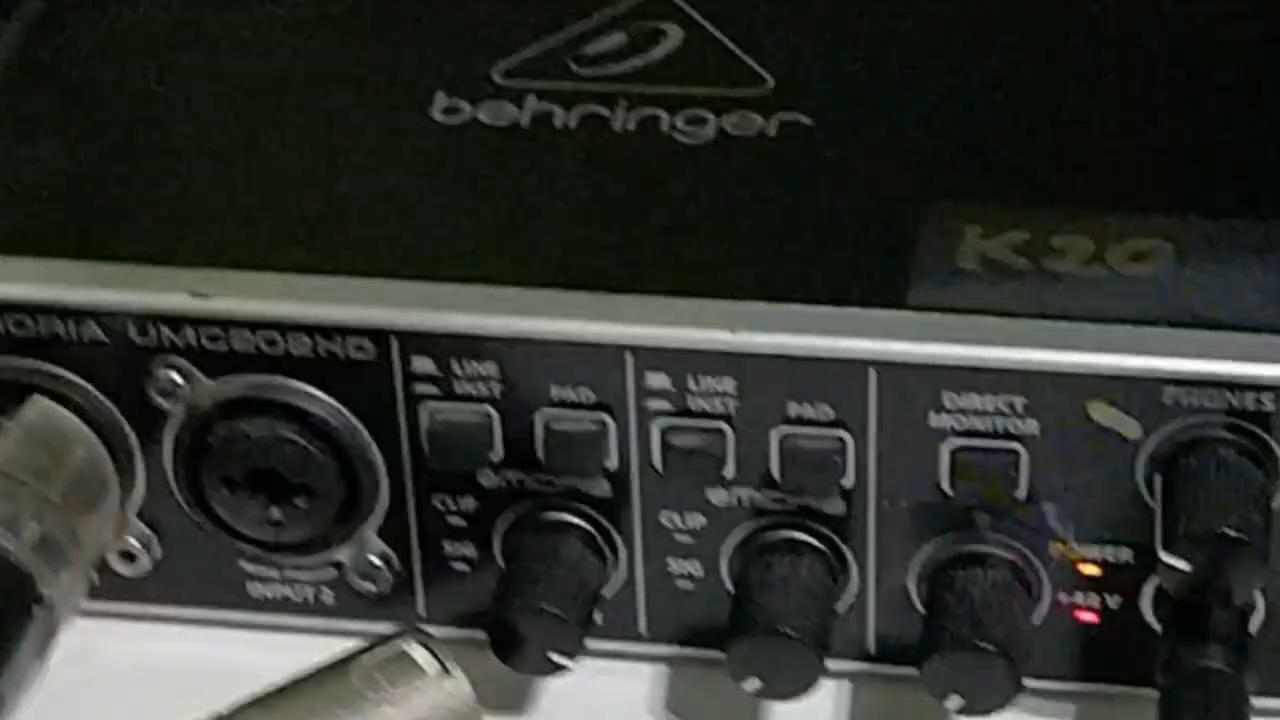 behringer
K20
UMC202HD
LINE
INST
PAD
CLIP
SIG
INPUT 2
LINE
INST
PAD
CLIP
SIG
DIRECT
MONITOR
POWER
+48 V
PHONES